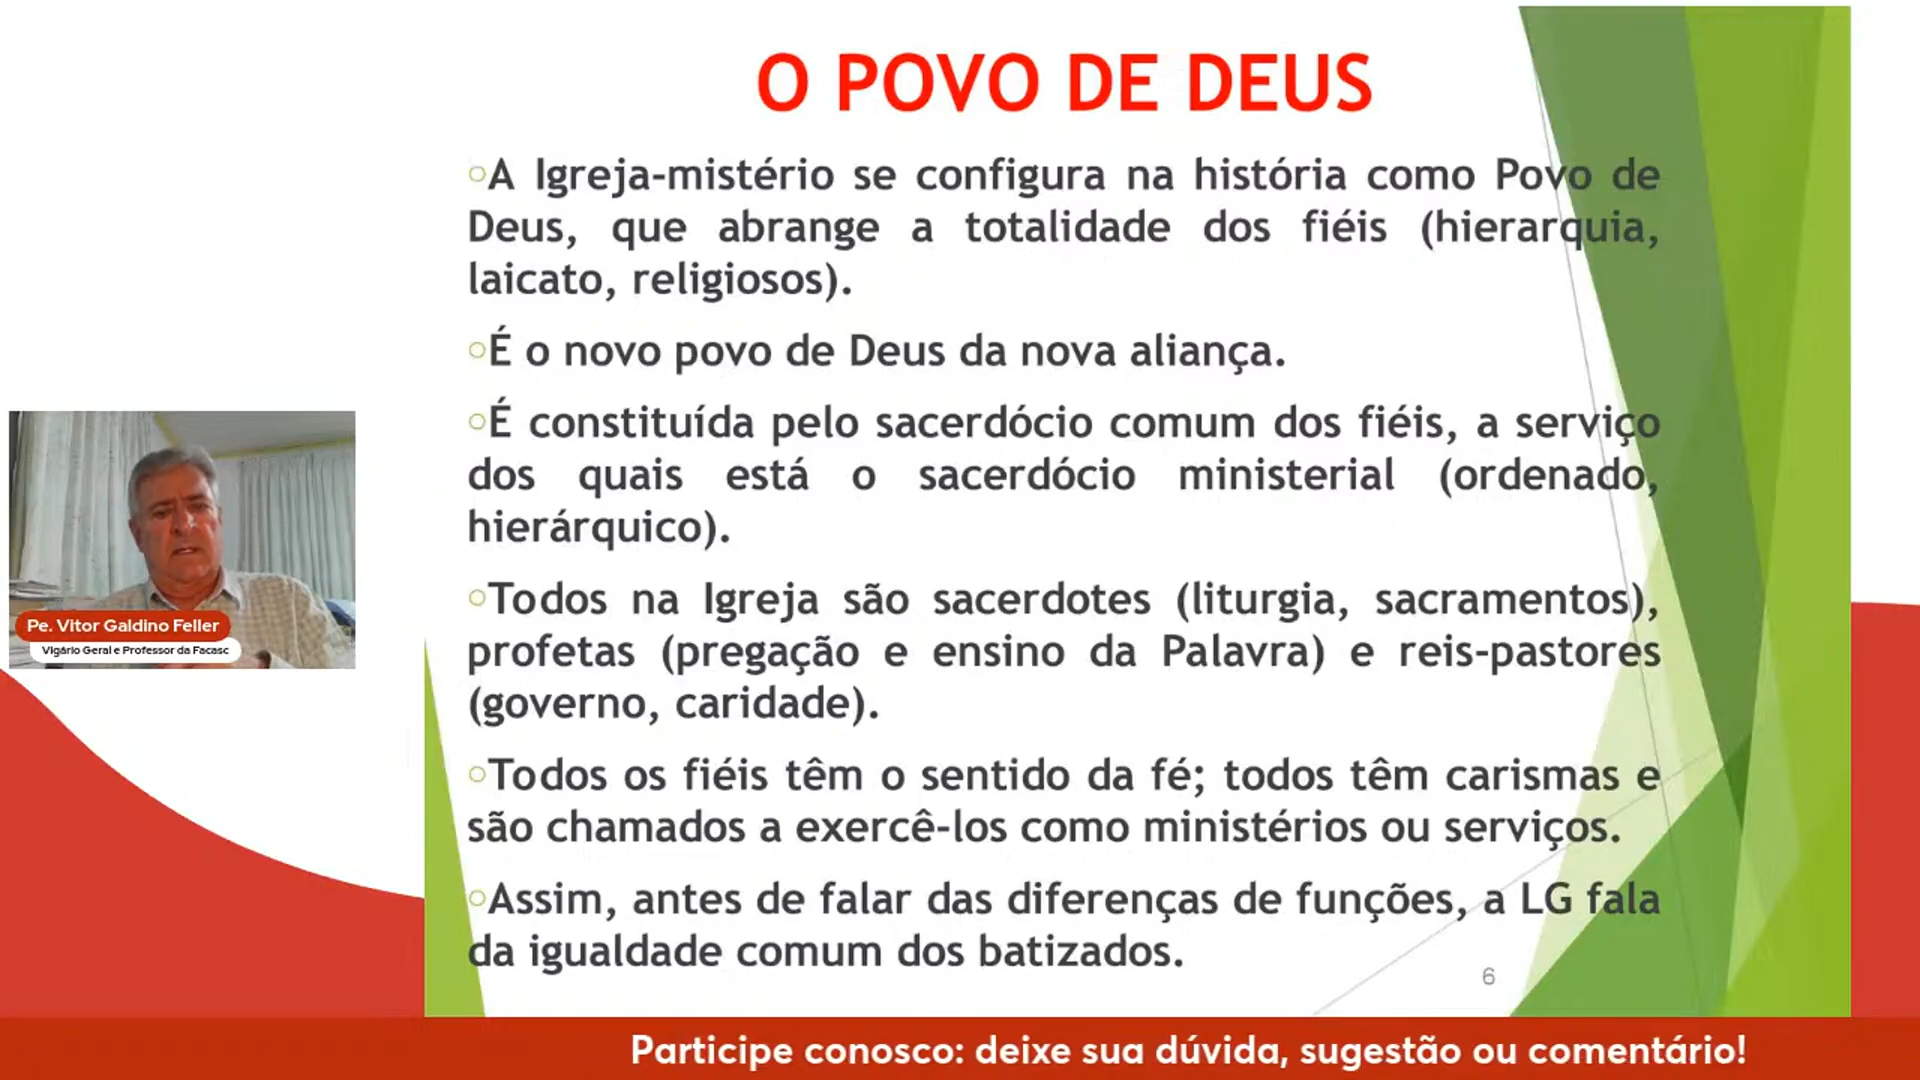 O POVO DE DEUS
A Igreja-mistério se configura na história como Povo de
Deus, que abrange a totalidade dos fiéis (hierarquia,
laicato, religiosos).
É o novo povo de Deus da nova aliança.
É constituída pelo sacerdócio comum dos fiéis, a serviço
dos quais está o sacerdócio ministerial (ordenado,
hierárquico).
Todos na Igreja são sacerdotes (liturgia, sacramentos),
profetas (pregação e ensino da Palavra) e reis-pastores
(governo, caridade).
Todos os fiéis têm o sentido da fé; todos têm carismas e
são chamados a exercê-los como ministérios ou serviços.
Assim, antes de falar das diferenças de funções, a LG fala
da igualdade comum dos batizados.
6
Pe. Vitor Galdino Feller
Vigário Geral e Professor da Facasc
Participe conosco: deixe sua dúvida, sugestão ou comentário!